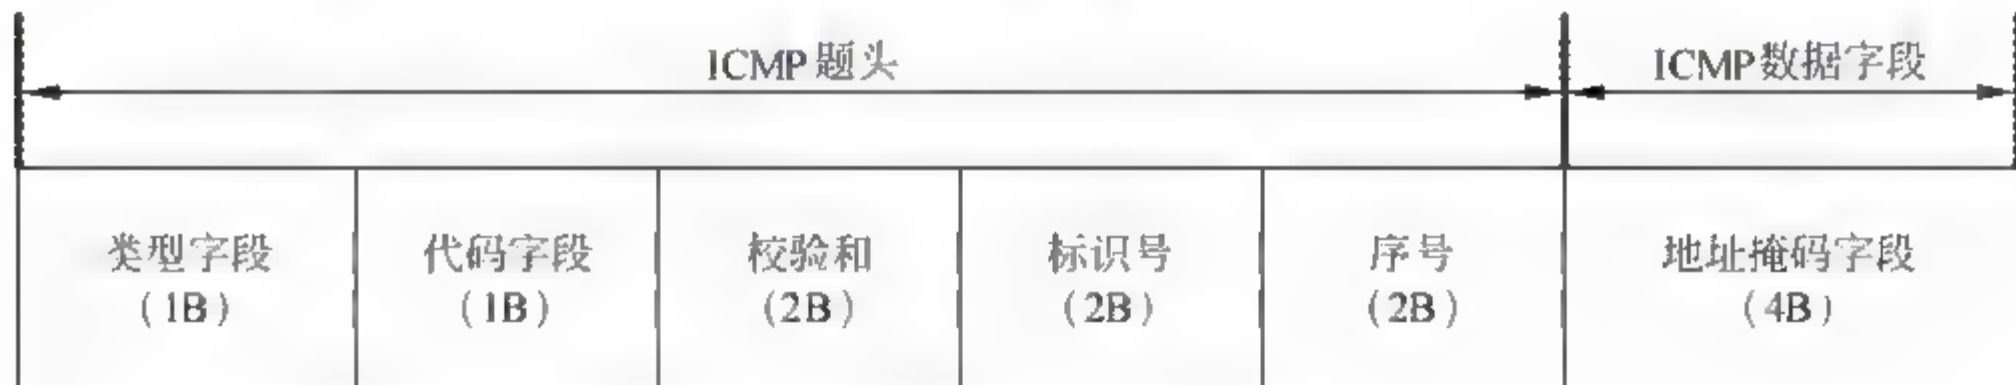 ICMP题头
ICMP数据字段
类型字段
(1B)
代码字段
(1B)
校验和
(2B)
标识号
(2B)
序号
(2B)
地址掩码字段
(4B)